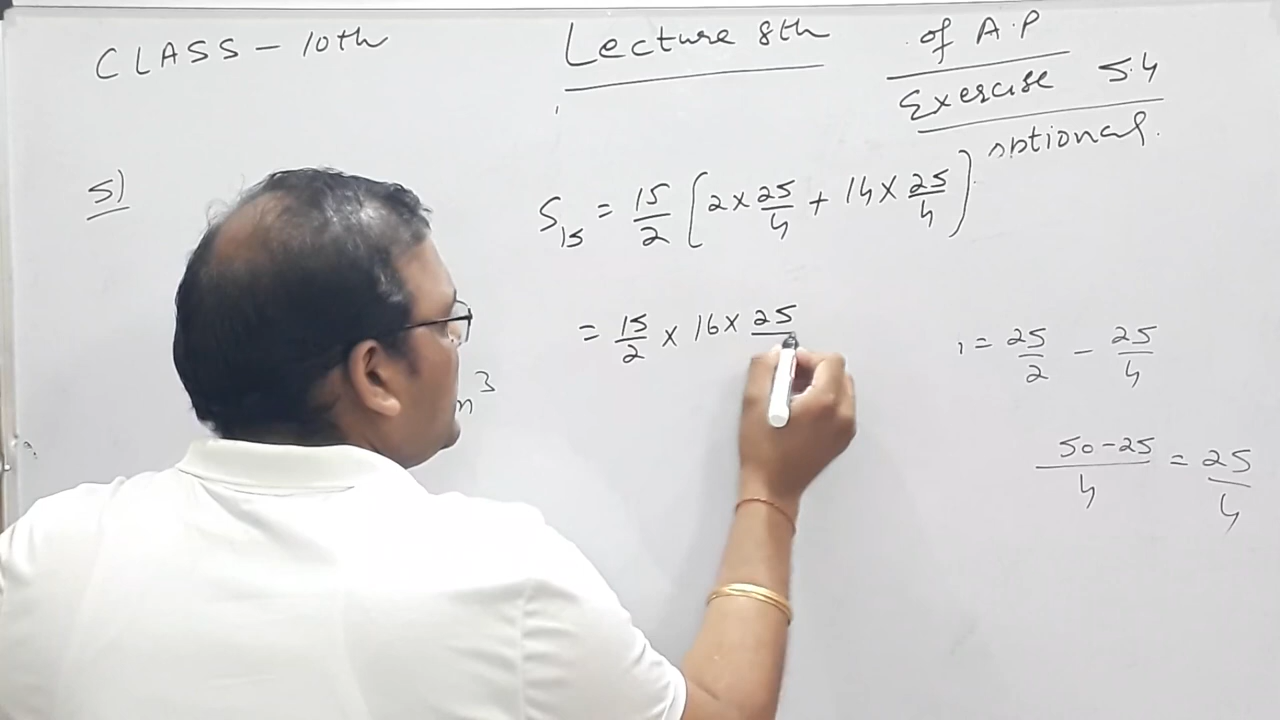 CLASS - 10th
Lecture 8th
of A.P
Exercise 5.4
optional.
5)
S₁₅ = 15/2 [2 × 25/4 + 14 × 25/4]
= 15/2 × 16 × 25
= 25/2 - 25/4
50-25/4 = 25/4
m³